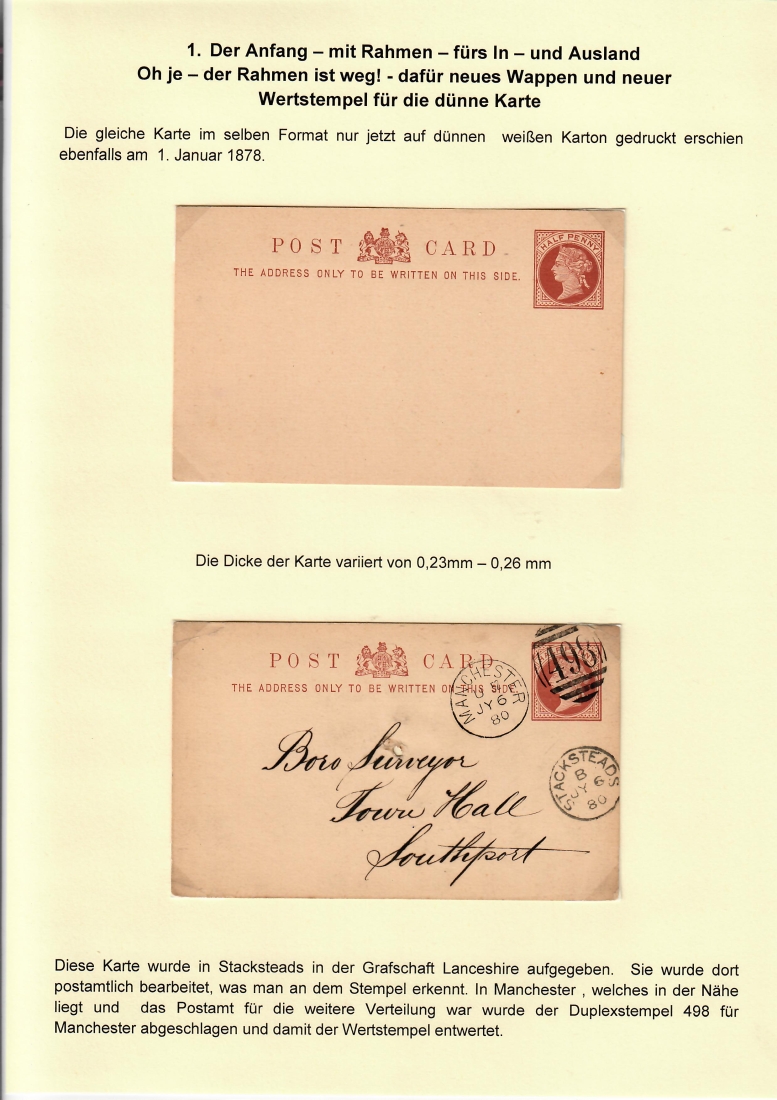 1. Der Anfang – mit Rahmen – fürs In – und Ausland
Oh je – der Rahmen ist weg! - dafür neues Wappen und neuer
Wertstempel für die dünne Karte
Die gleiche Karte im selben Format nur jetzt auf dünnen weißen Karton gedruckt erschien
ebenfalls am 1. Januar 1878.
POST CARD
HALF PENNY
THE ADDRESS ONLY TO BE WRITTEN ON THIS SIDE.
Die Dicke der Karte variiert von 0,23mm – 0,26 mm
498
POST CARD
THE ADDRESS ONLY TO BE WRITTEN ON THIS SIDE.
MANCHESTER
JY 6
80
Boro Surveyor
Town Hall
Southport
STACKSTEADS
B
JY 6
80
Diese Karte wurde in Stacksteads in der Grafschaft Lanceshire aufgegeben. Sie wurde dort
postamtlich bearbeitet, was man an dem Stempel erkennt. In Manchester , welches in der Nähe
liegt und das Postamt für die weitere Verteilung war wurde der Duplexstempel 498 für
Manchester abgeschlagen und damit der Wertstempel entwertet.